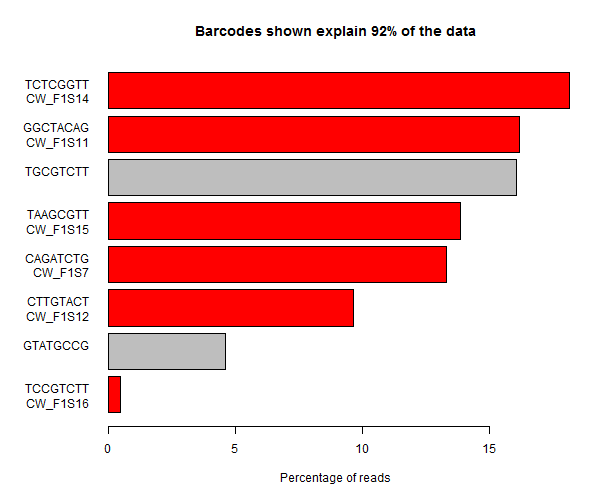 Barcodes shown explain 92% of the data
TCTCGGTT
CW_F1S14
GGCTACAG
CW_F1S11
TGCGTCTT
TAAGCGTT
CW_F1S15
CAGATCTG
CW_F1S7
CTTGTACT
CW_F1S12
GTATGCCG
TCCGTCTT
CW_F1S16
0 5 10 15
Percentage of reads